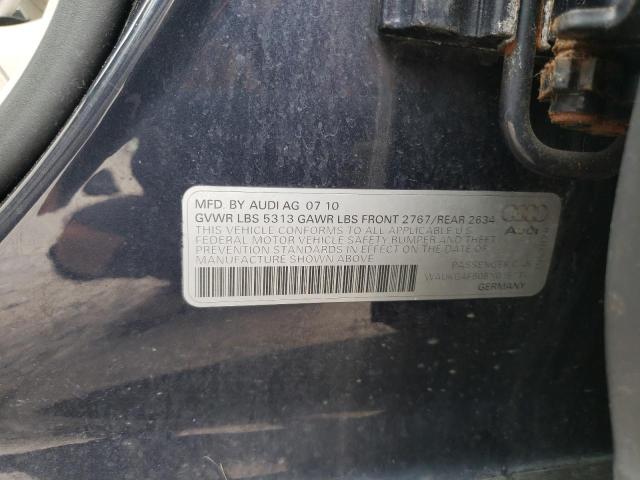 MFD. BY AUDI AG 07 10
GVWR LBS 5313 GAWR LBS FRONT 2767/REAR 2634
THIS VEHICLE CONFORMS TO ALL APPLICABLE U.S.
FEDERAL MOTOR VEHICLE SAFETY BUMPER AND THEFT
PREVENTION STANDARDS IN EFFECT ON THE DATE OF
MANUFACTURE SHOWN ABOVE
Audi
PASSENGER
GERMANY